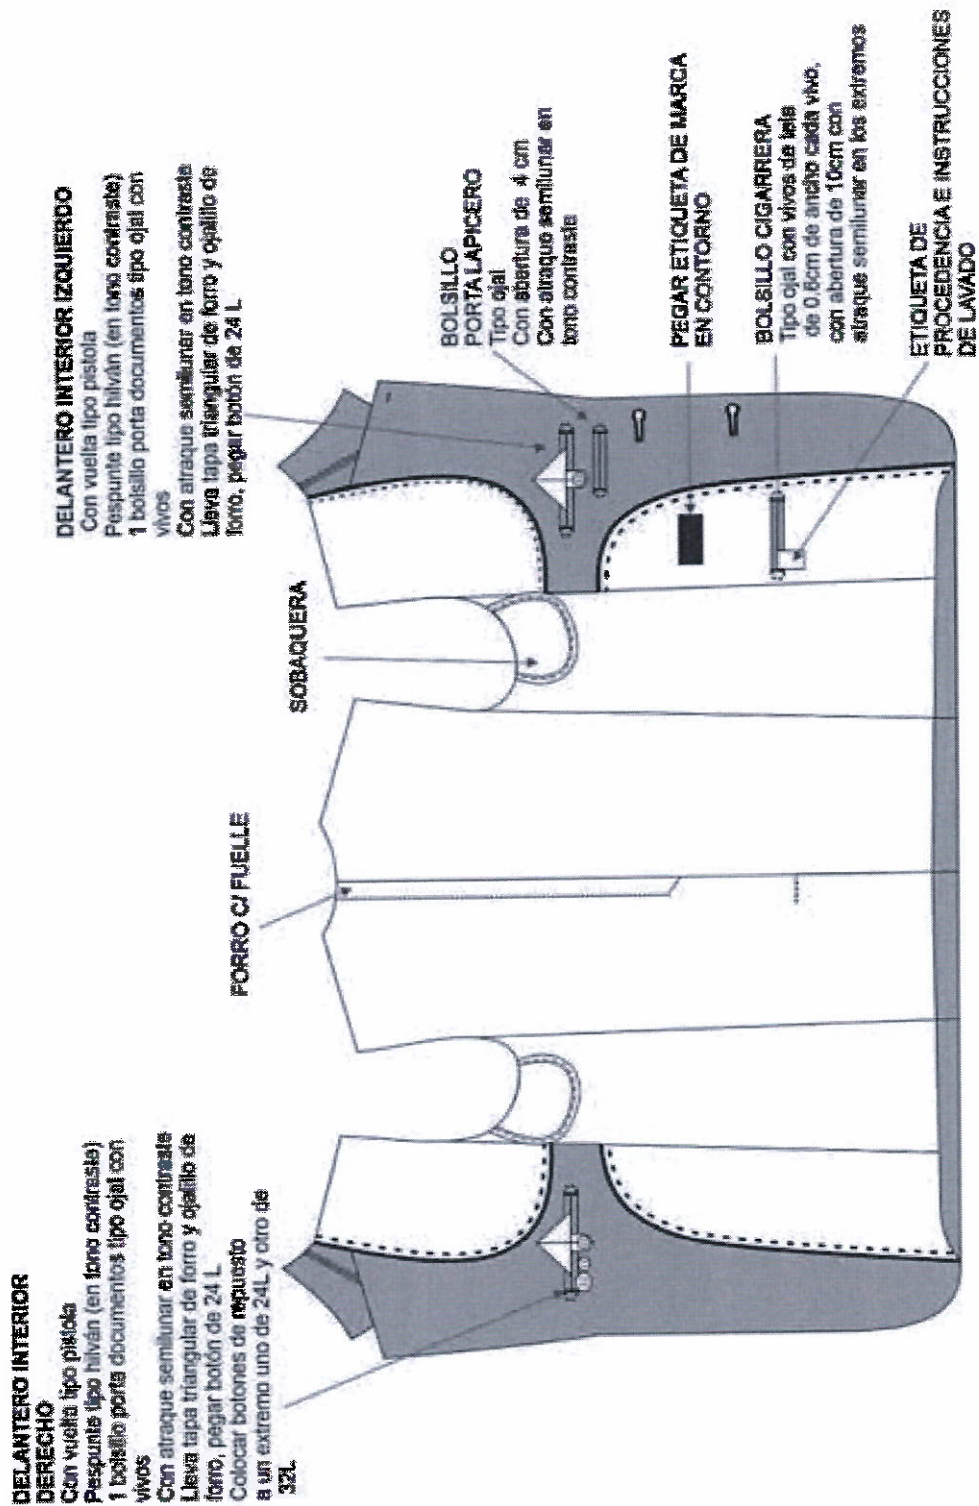 DELANTERO INTERIOR
DERECHO
Con vuelta tipo pistola
Pespunte tipo hilván (en tono contraste)
1 bolsillo porta documentos tipo ojal con
vivos
Con atraque semilunar en tono contraste
Lleva tapa triangular de forro y ojalillo de
forro, pegar botón de 24 L
Colocar botones de repuesto
a un extremo uno de 24L y otro de
32L
FORRO C/ FUELLE
SOBAQUERA
DELANTERO INTERIOR IZQUIERDO
Con vuelta tipo pistola
Pespunte tipo hilván (en tono contraste)
1 bolsillo porta documentos tipo ojal con
vivos
Con atraque semilunar en tono contraste
Lleva tapa triangular de forro y ojalillo de
forro, pegar botón de 24 L
BOLSILLO
PORTA LAPICERO
Tipo ojal
Con abertura de 4 cm
Con atraque semilunar en
tono contraste
PEGAR ETIQUETA DE MARCA
EN CONTORNO
BOLSILLO CIGARRERA
Tipo ojal con vivos de tela
de 0.6cm de ancho cada vivo,
con abertura de 10cm con
atraque semilunar en los extremos
ETIQUETA DE
PROCEDENCIA E INSTRUCCIONES
DE LAVADO